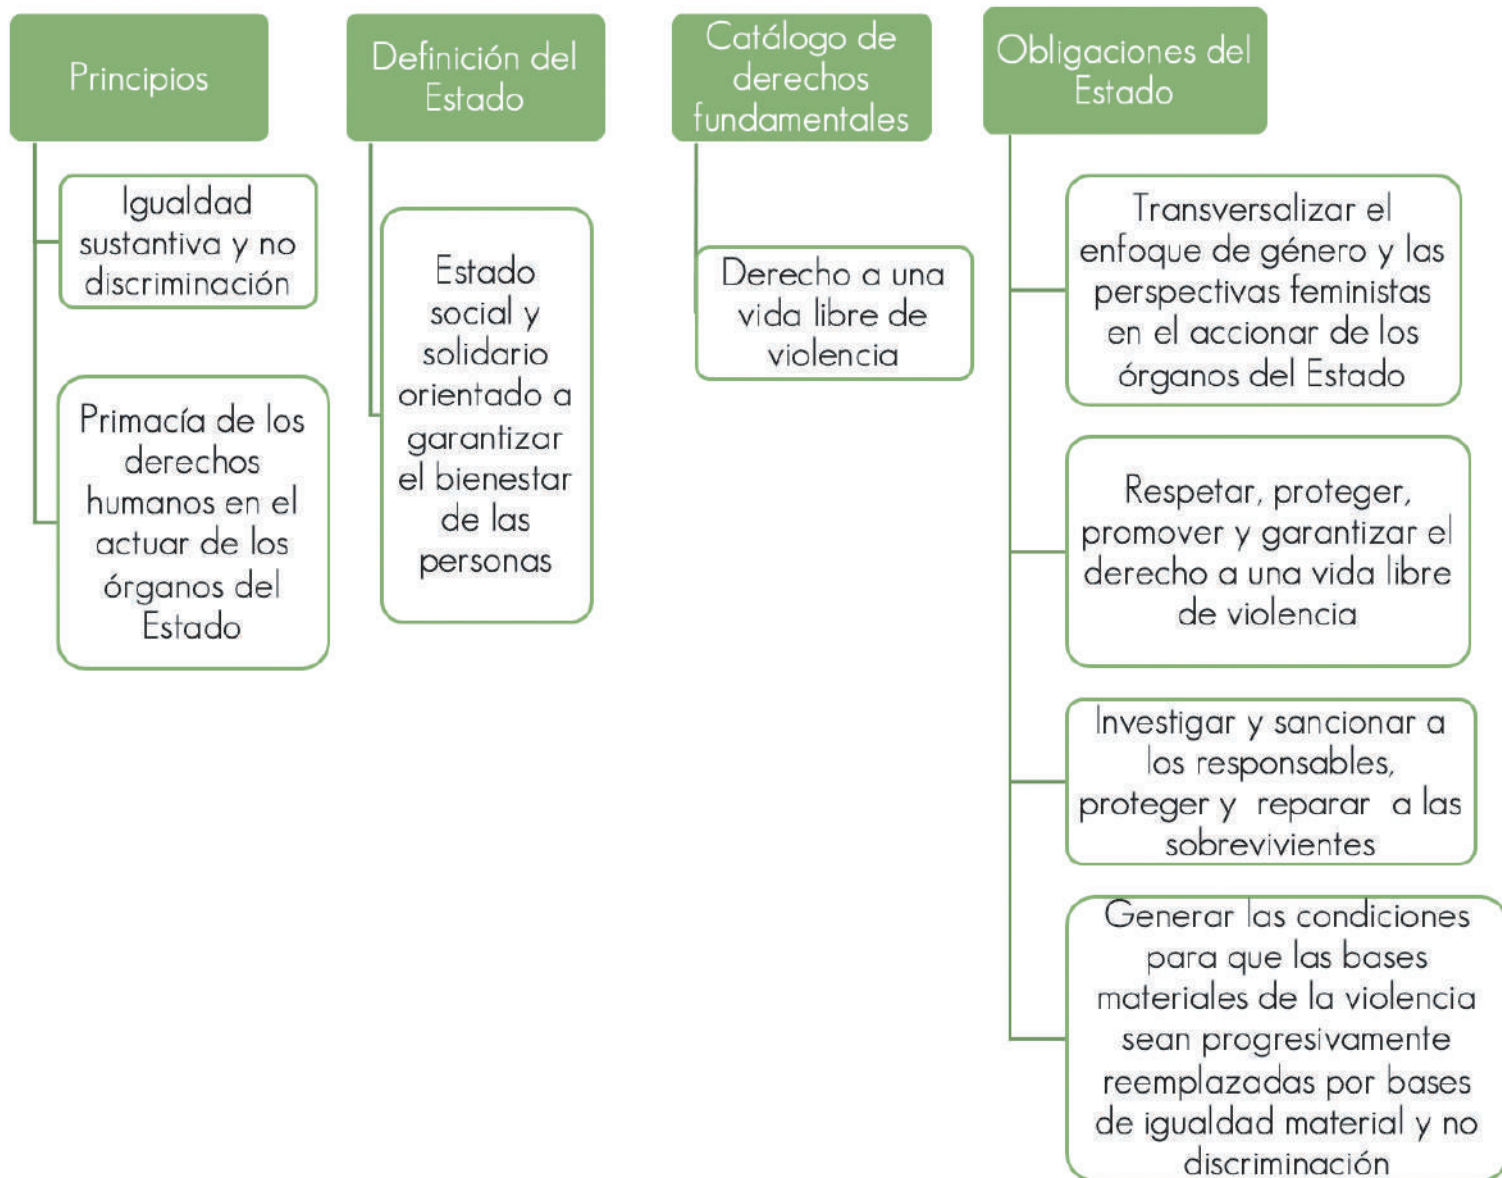 Principios
Igualdad
sustantiva y no
discriminación
Primacía de los
derechos
humanos en el
actuar de los
órganos del
Estado
Definición del
Estado
Estado
social y
solidario
orientado a
garantizar
el bienestar
de las
personas
Catálogo de
derechos
fundamentales
Derecho a una
vida libre de
violencia
Obligaciones del
Estado
Transversalizar el
enfoque de género y las
perspectivas feministas
en el accionar de los
órganos del Estado
Respetar, proteger,
promover y garantizar el
derecho a una vida libre
de violencia
Investigar y sancionar a
los responsables,
proteger y reparar a las
sobrevivientes
Generar las condiciones
para que las bases
materiales de la violencia
sean progresivamente
reemplazadas por bases
de igualdad material y no
discriminación